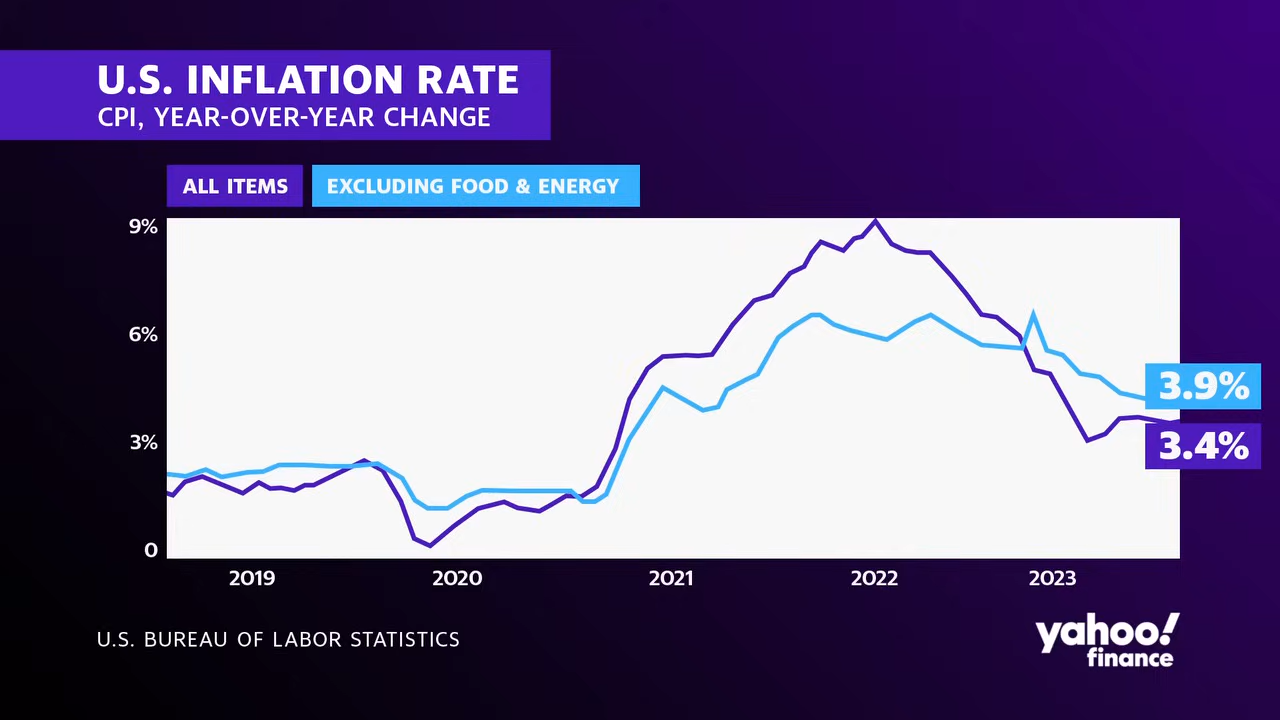 U.S. INFLATION RATE
CPI, YEAR-OVER-YEAR CHANGE
ALL ITEMS
EXCLUDING FOOD & ENERGY
9%
6%
3%
0
3.9%
3.4%
2019
2020
2021
2022
2023
U.S. BUREAU OF LABOR STATISTICS
yahoo!
finance